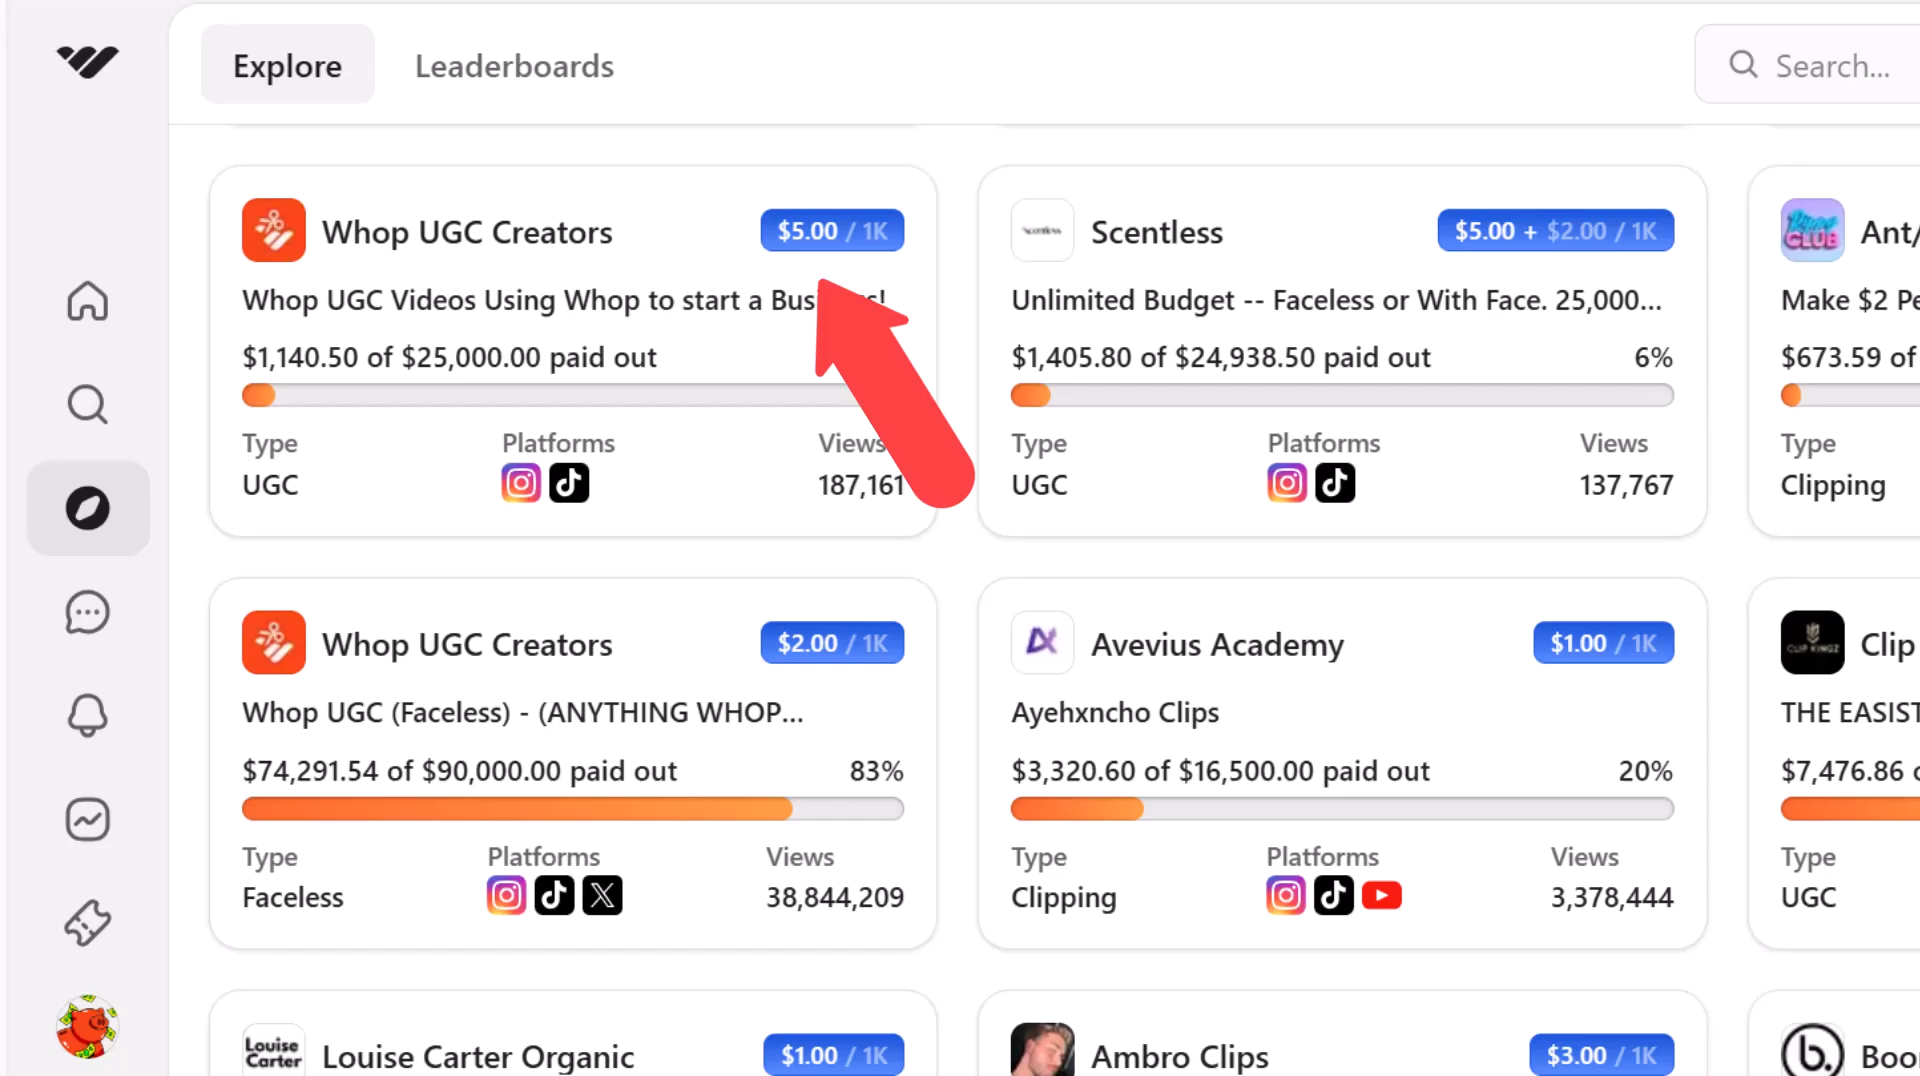 Explore
Leaderboards
Search...
Whop UGC Creators
$5.00 / 1K
Whop UGC Videos Using Whop to start a
$1,140.50 of $25,000.00 paid out
Type
Platforms
Views
UGC
187,161
Scentless
Scentless
$5.00 + $2.00 / 1K
Unlimited Budget -- Faceless or With Face. 25,000...
$1,405.80 of $24,938.50 paid out
6%
Type
Platforms
Views
UGC
137,767
CLUB
Ant/
Make $2 Pe
$673.59 of
Type
Clipping
Whop UGC Creators
$2.00 / 1K
Whop UGC (Faceless) - (ANYTHING WHOP...
$74,291.54 of $90,000.00 paid out
83%
Type
Platforms
Views
Faceless
38,844,209
Avevius Academy
$1.00 / 1K
Ayehxncho Clips
$3,320.60 of $16,500.00 paid out
20%
Type
Platforms
Views
Clipping
3,378,444
CLIP KINGZ
Clip
THE EASIST
$7,476.86 o
Type
UGC
Louise
Carter
Louise Carter Organic
$1.00 / 1K
Ambro Clips
$3.00 / 1K
b.
Boo